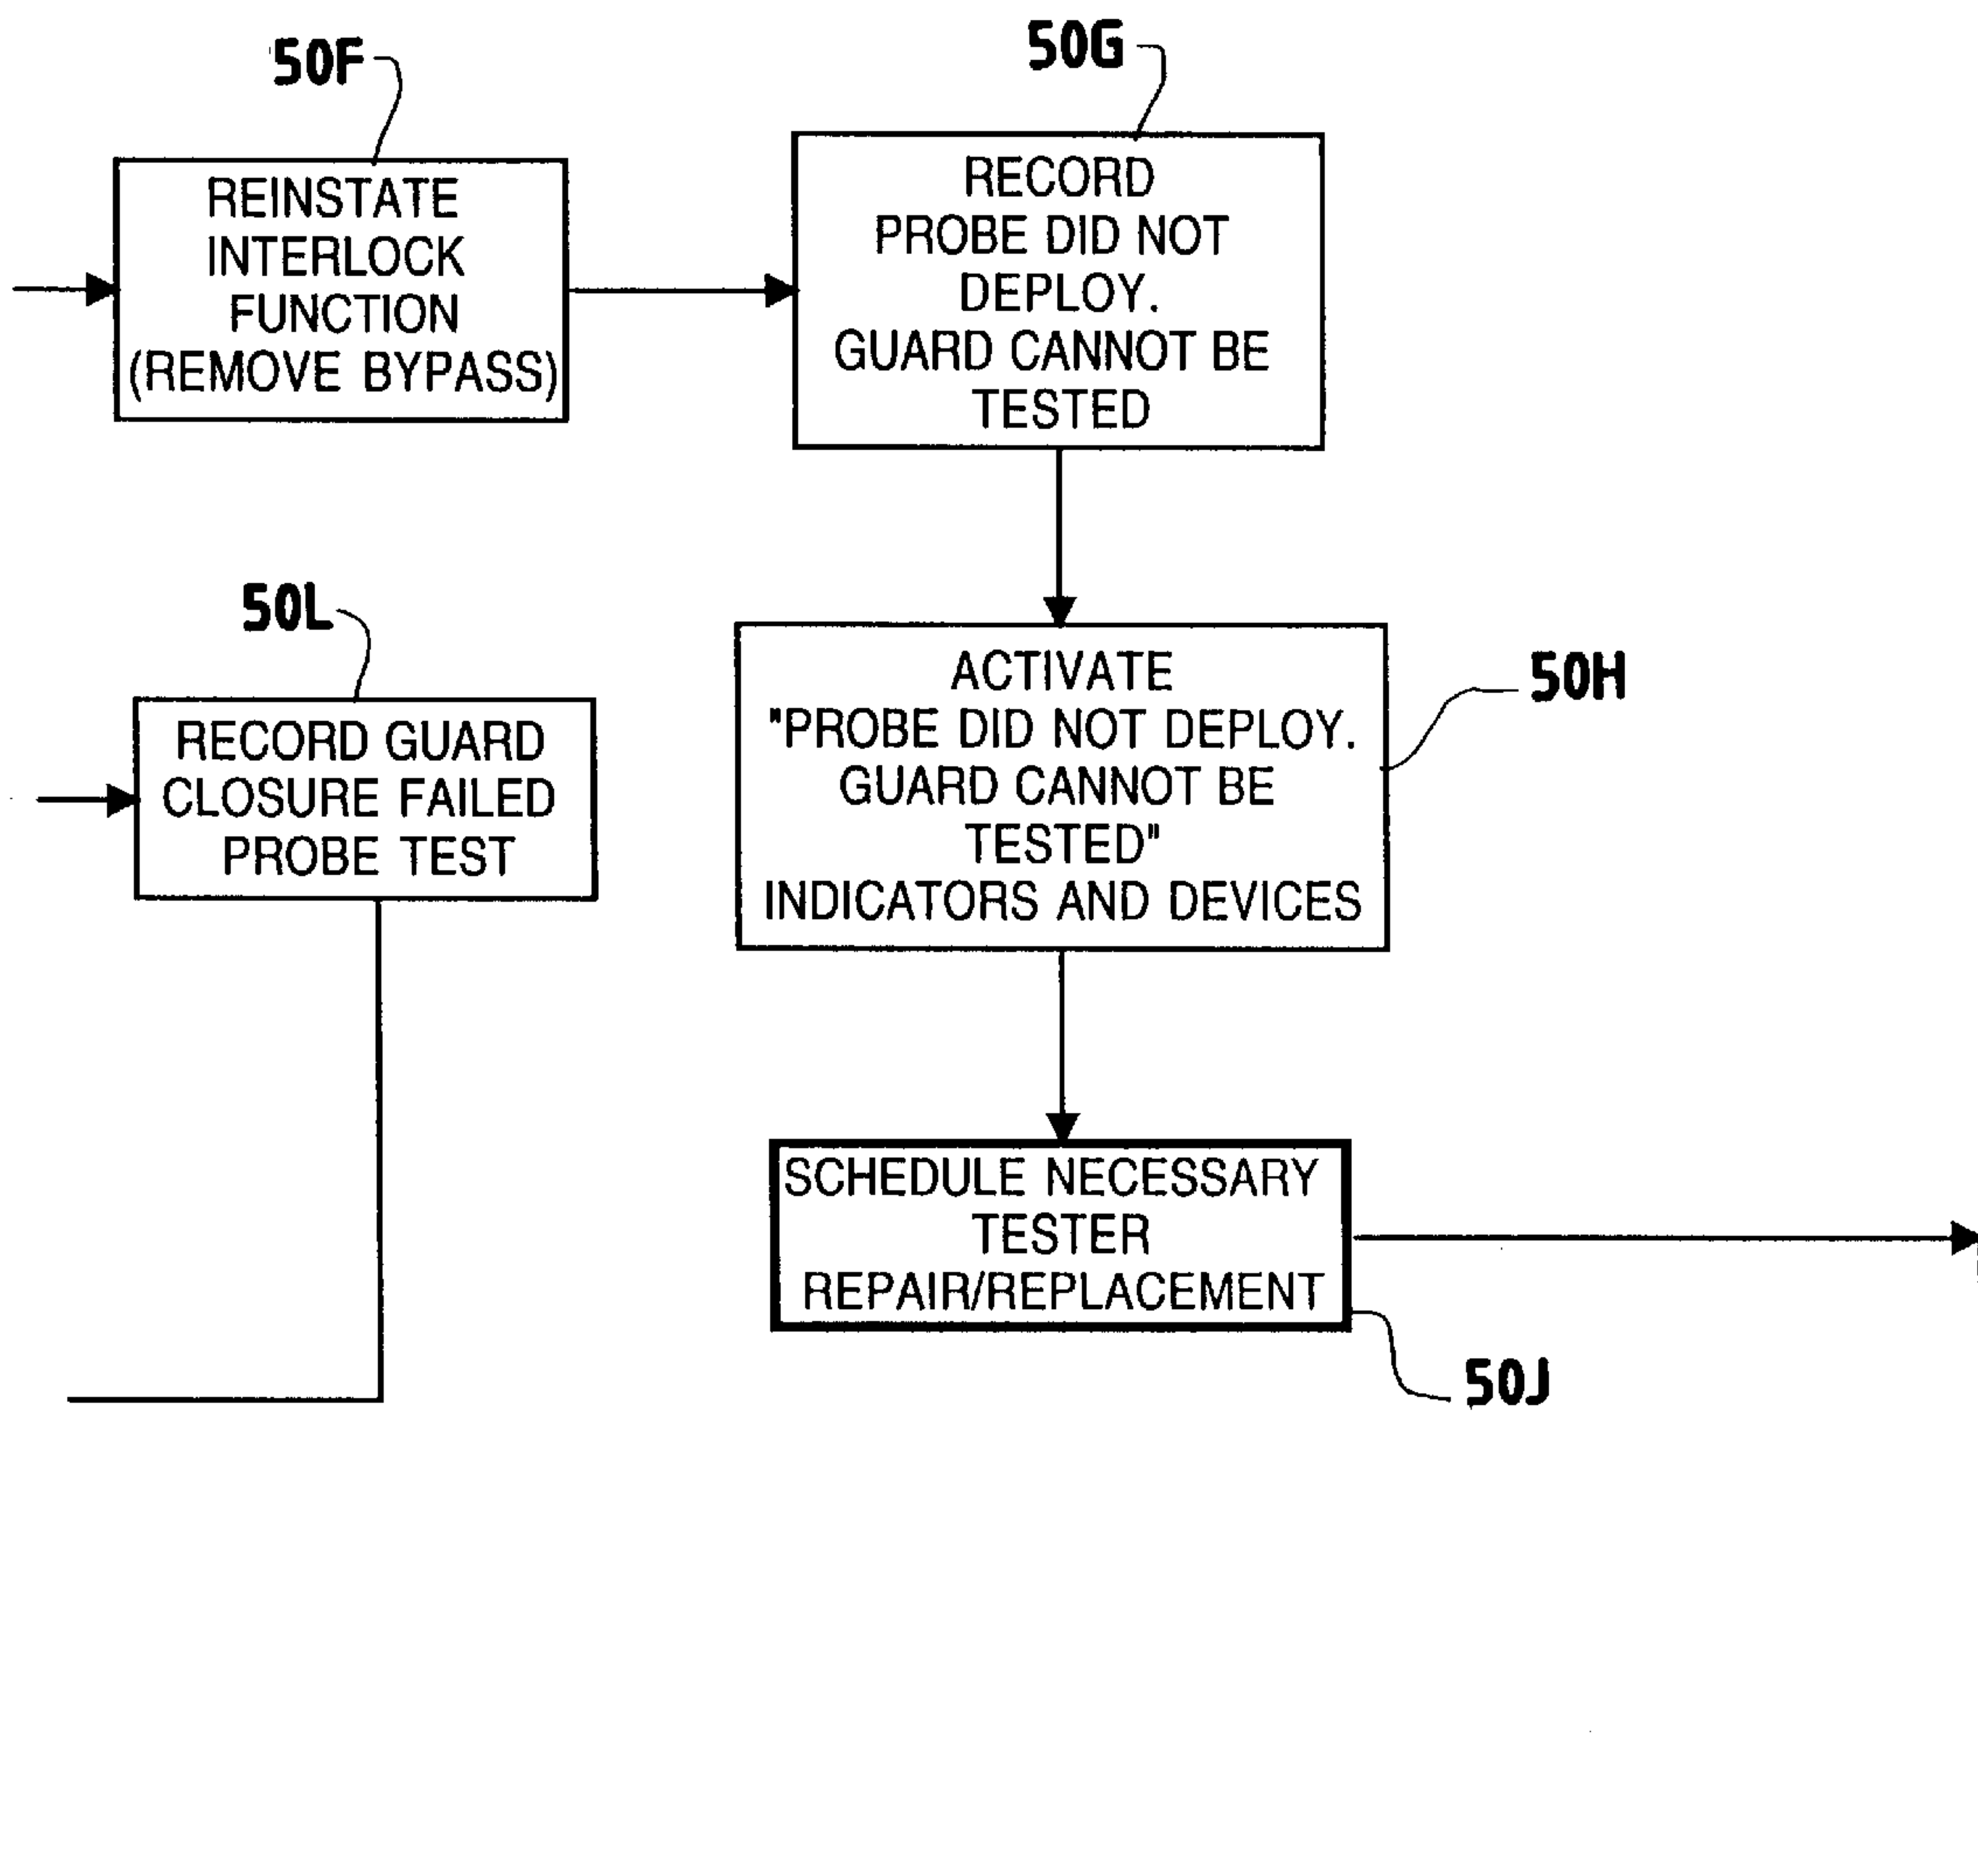 50F
REINSTATE
INTERLOCK
FUNCTION
(REMOVE BYPASS)
50G
RECORD
PROBE DID NOT
DEPLOY.
GUARD CANNOT BE
TESTED
50L
RECORD GUARD
CLOSURE FAILED
PROBE TEST
50H
ACTIVATE
"PROBE DID NOT DEPLOY.
GUARD CANNOT BE
TESTED"
INDICATORS AND DEVICES
SCHEDULE NECESSARY
TESTER
REPAIR/REPLACEMENT
50J